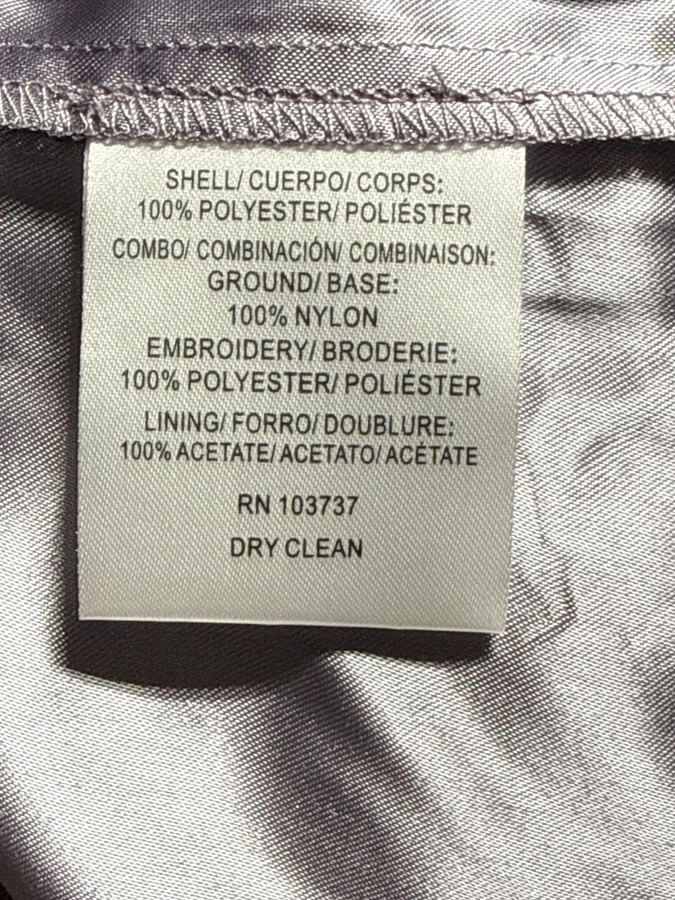 SHELL/ CUERPO/ CORPS:
100% POLYESTER/ POLIÉSTER
COMBO/ COMBINACIÓN/ COMBINAISON:
GROUND/ BASE:
100% NYLON
EMBROIDERY/ BRODERIE:
100% POLYESTER/ POLIÉSTER
LINING/ FORRO/ DOUBLURE:
100% ACETATE/ ACETATO/ ACÉTATE
RN 103737
DRY CLEAN